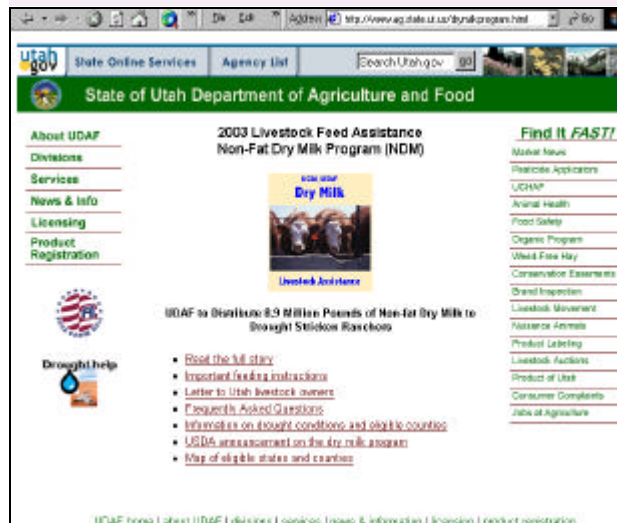 Div Edit Address http://www.ag.state.ut.us/drymilkprogram.html Go
utah gov State Online Services Agency List Search Utah.gov go
State of Utah Department of Agriculture and Food
About UDAF
Divisions
Services
News & Info
Licensing
Product
Registration
Drought help
2003 Livestock Feed Assistance
Non-Fat Dry Milk Program (NDM)
Dry Milk
Livestock Assistance
UDAF to Distribute 8.9 Million Pounds of Non-fat Dry Milk to
Drought Stricken Ranchers
Read the full story
Important feeding instructions
Letter to Utah livestock owners
Frequently Asked Questions
Information on drought conditions and eligible counties
USDA announcement on the dry milk program
Map of eligible states and counties
Find It FAST!
Market News
Pesticide Applicators
UCHAP
Animal Health
Food Safety
Organic Program
Weed Free Hay
Conservation Easements
Brand Inspection
Livestock Movement
Nuisance Animals
Product Labeling
Livestock Auctions
Product of Utah
Consumer Complaints
Jobs at Agriculture
UDAF home | about UDAF | divisions | services | news & information | licensing | product registration